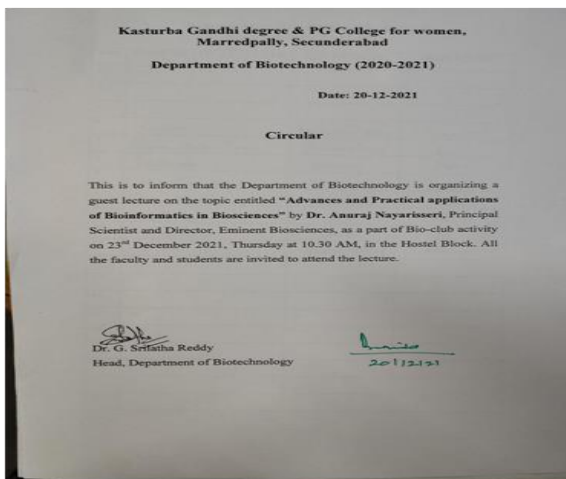 Kasturba Gandhi degree & PG College for women,
Marredpally, Secunderabad
Department of Biotechnology (2020-2021)
Date: 20-12-2021
Circular
This is to inform that the Department of Biotechnology is organizing a
guest lecture on the topic entitled “Advances and Practical applications
of Bioinformatics in Biosciences” by Dr. Anuraj Nayarisseri, Principal
Scientist and Director, Eminent Biosciences, as a part of Bio-club activity
on 23rd December 2021, Thursday at 10.30 AM, in the Hostel Block. All
the faculty and students are invited to attend the lecture.
Dr. G. Srilatha Reddy
Head, Department of Biotechnology
20/12/21